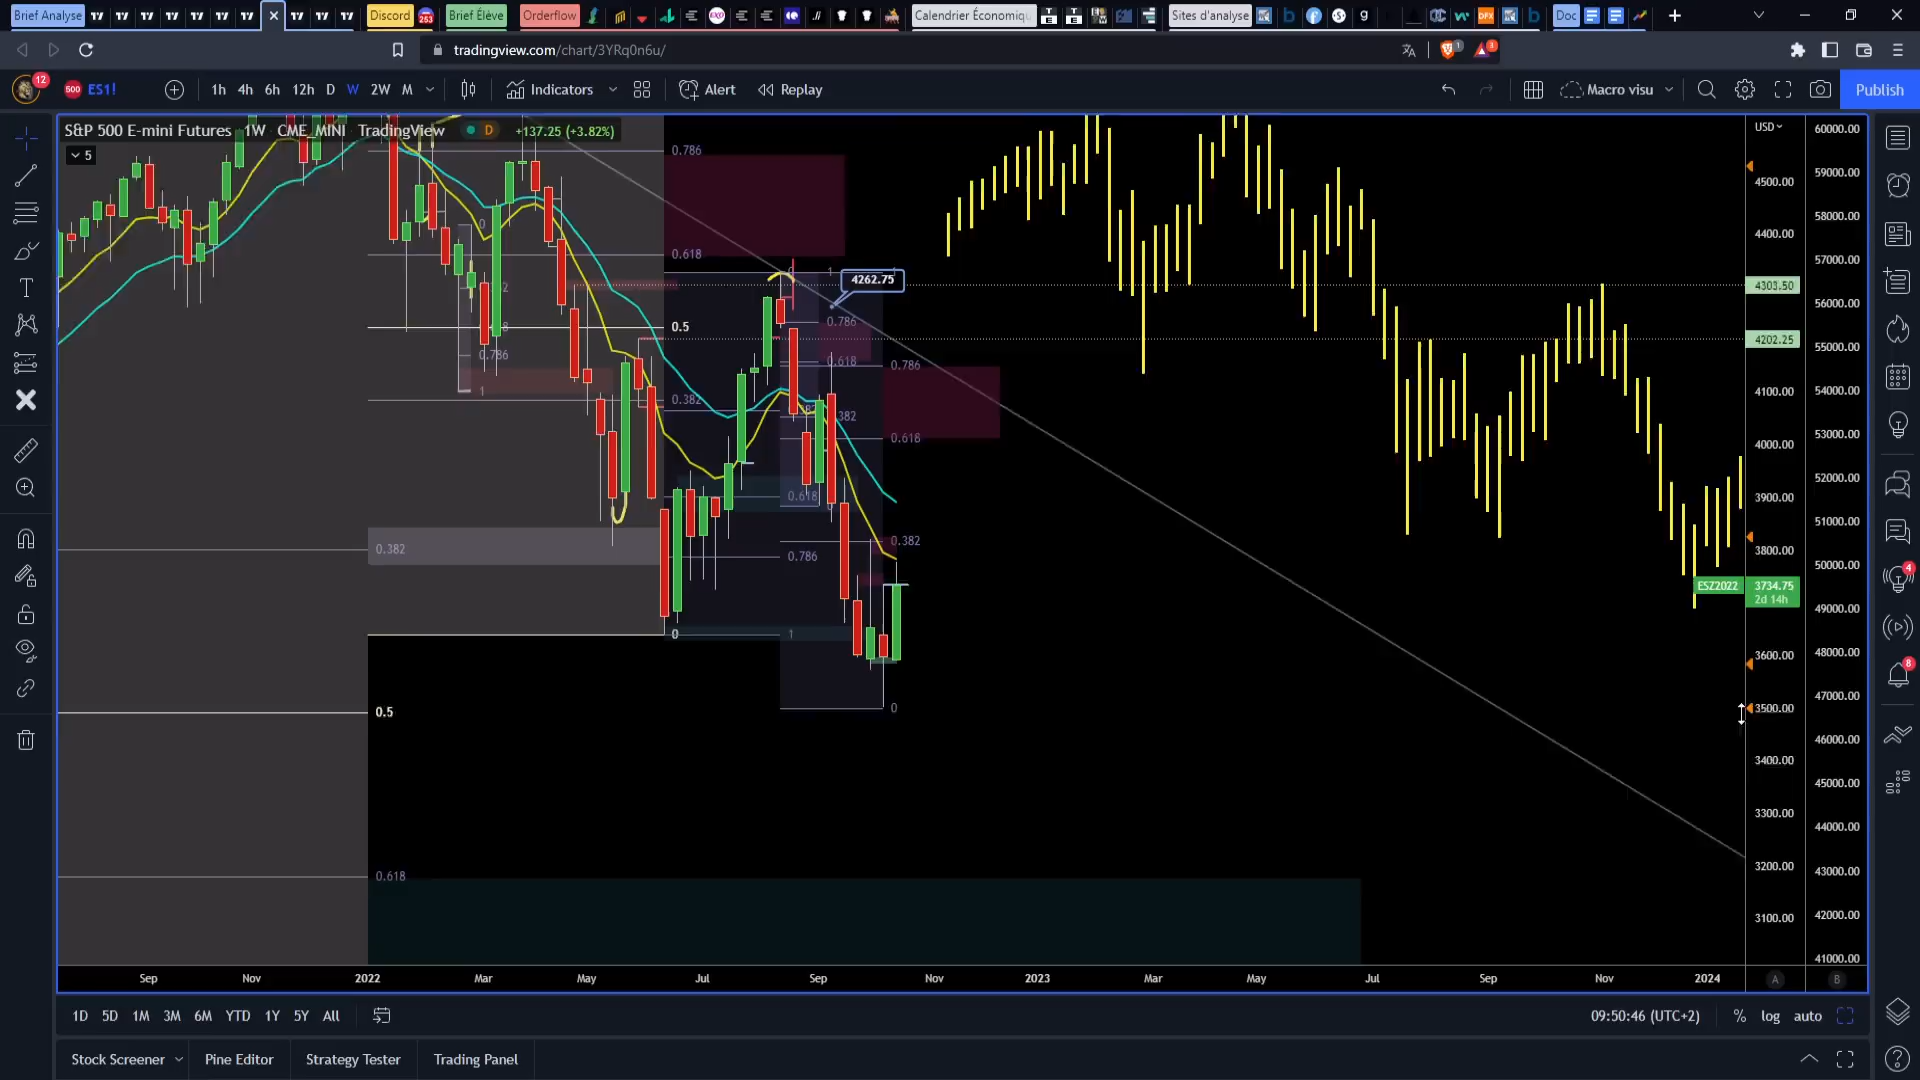 Brief Analyse
Discord
263
Brief Élève
Orderflow
Calendrier Économiqu
Sites d'analyse
Doc
tradingview.com/chart/3YRq0n6u/
12
500
ES1!
1h
4h
6h
12h
D
W
2W
M
Indicators
Alert
Replay
Macro visu
Publish
S&P 500 E-mini Futures 1W CME_MINI TradingView
D
+137.25 (+3.82%)
5
0.786
0.618
0
0.786
1
0.5
0.382
0
0.382
0.5
0.618
0.618
0.786
1
4262.75
1
0.786
0.618
0.786
0.618
0.382
0
USD
4500.00
4400.00
4303.50
4202.25
4100.00
4000.00
3900.00
3800.00
ESZ2022
3734.75
2d 14h
3600.00
3500.00
3400.00
3300.00
3200.00
3100.00
60000.00
59000.00
58000.00
57000.00
56000.00
55000.00
54000.00
53000.00
52000.00
51000.00
50000.00
49000.00
48000.00
47000.00
46000.00
45000.00
44000.00
43000.00
42000.00
41000.00
Sep
Nov
2022
Mar
May
Jul
Sep
Nov
2023
Mar
May
Jul
Sep
Nov
2024
A
B
1D
5D
1M
3M
6M
YTD
1Y
5Y
All
09:50:46 (UTC+2)
%
log
auto
Stock Screener
Pine Editor
Strategy Tester
Trading Panel
4
8